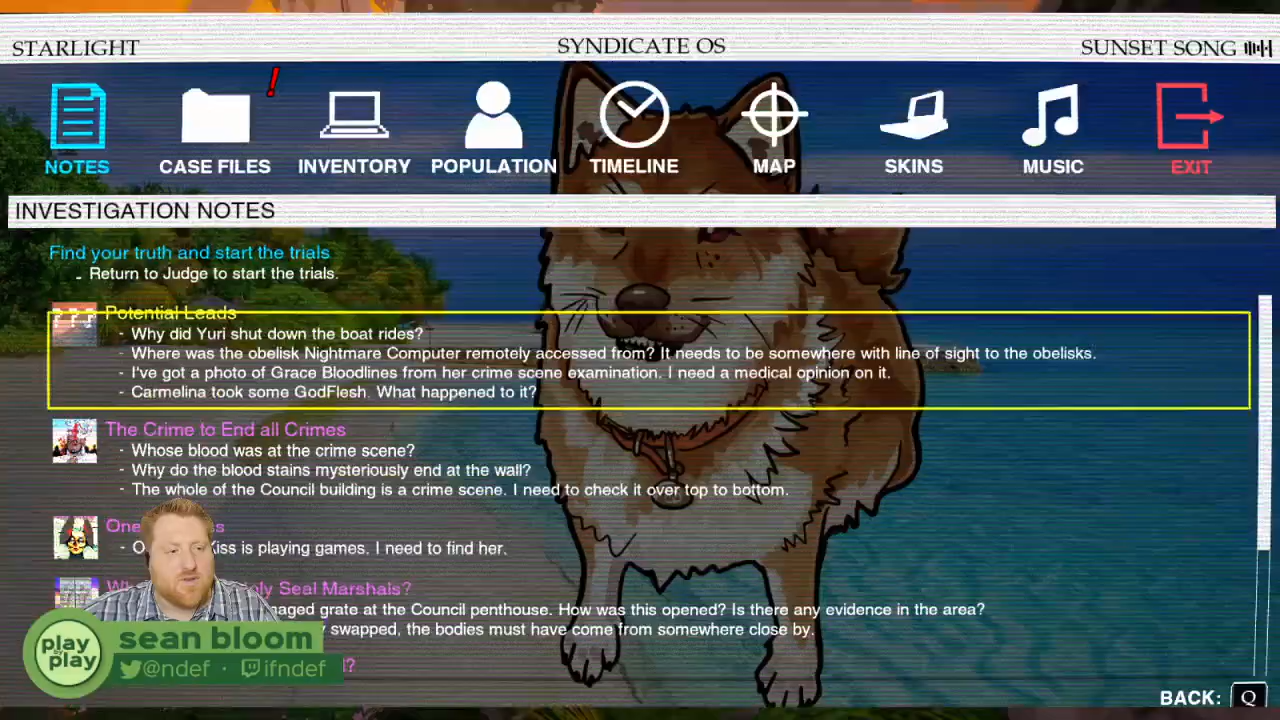 STARLIGHT
SYNDICATE OS
SUNSET SONG
!
NOTES
CASE FILES
INVENTORY
POPULATION
TIMELINE
MAP
SKINS
MUSIC
EXIT
INVESTIGATION NOTES
Find your truth and start the trials
- Return to Judge to start the trials.
Potential Leads
- Why did Yuri shut down the boat rides?
- Where was the obelisk Nightmare Computer remotely accessed from? It needs to be somewhere with line of sight to the obelisks.
- I've got a photo of Grace Bloodlines from her crime scene examination. I need a medical opinion on it.
- Carmelina took some GodFlesh. What happened to it?
The Crime to End all Crimes
- Whose blood was at the crime scene?
- Why do the blood stains mysteriously end at the wall?
- The whole of the Council building is a crime scene. I need to check it over top to bottom.
One
- Kiss is playing games. I need to find her.
Seal Marshals?
grate at the Council penthouse. How was this opened? Is there any evidence in the area?
swapped, the bodies must have come from somewhere close by.
play by play
sean bloom
@ndef · ifndef
BACK: Q